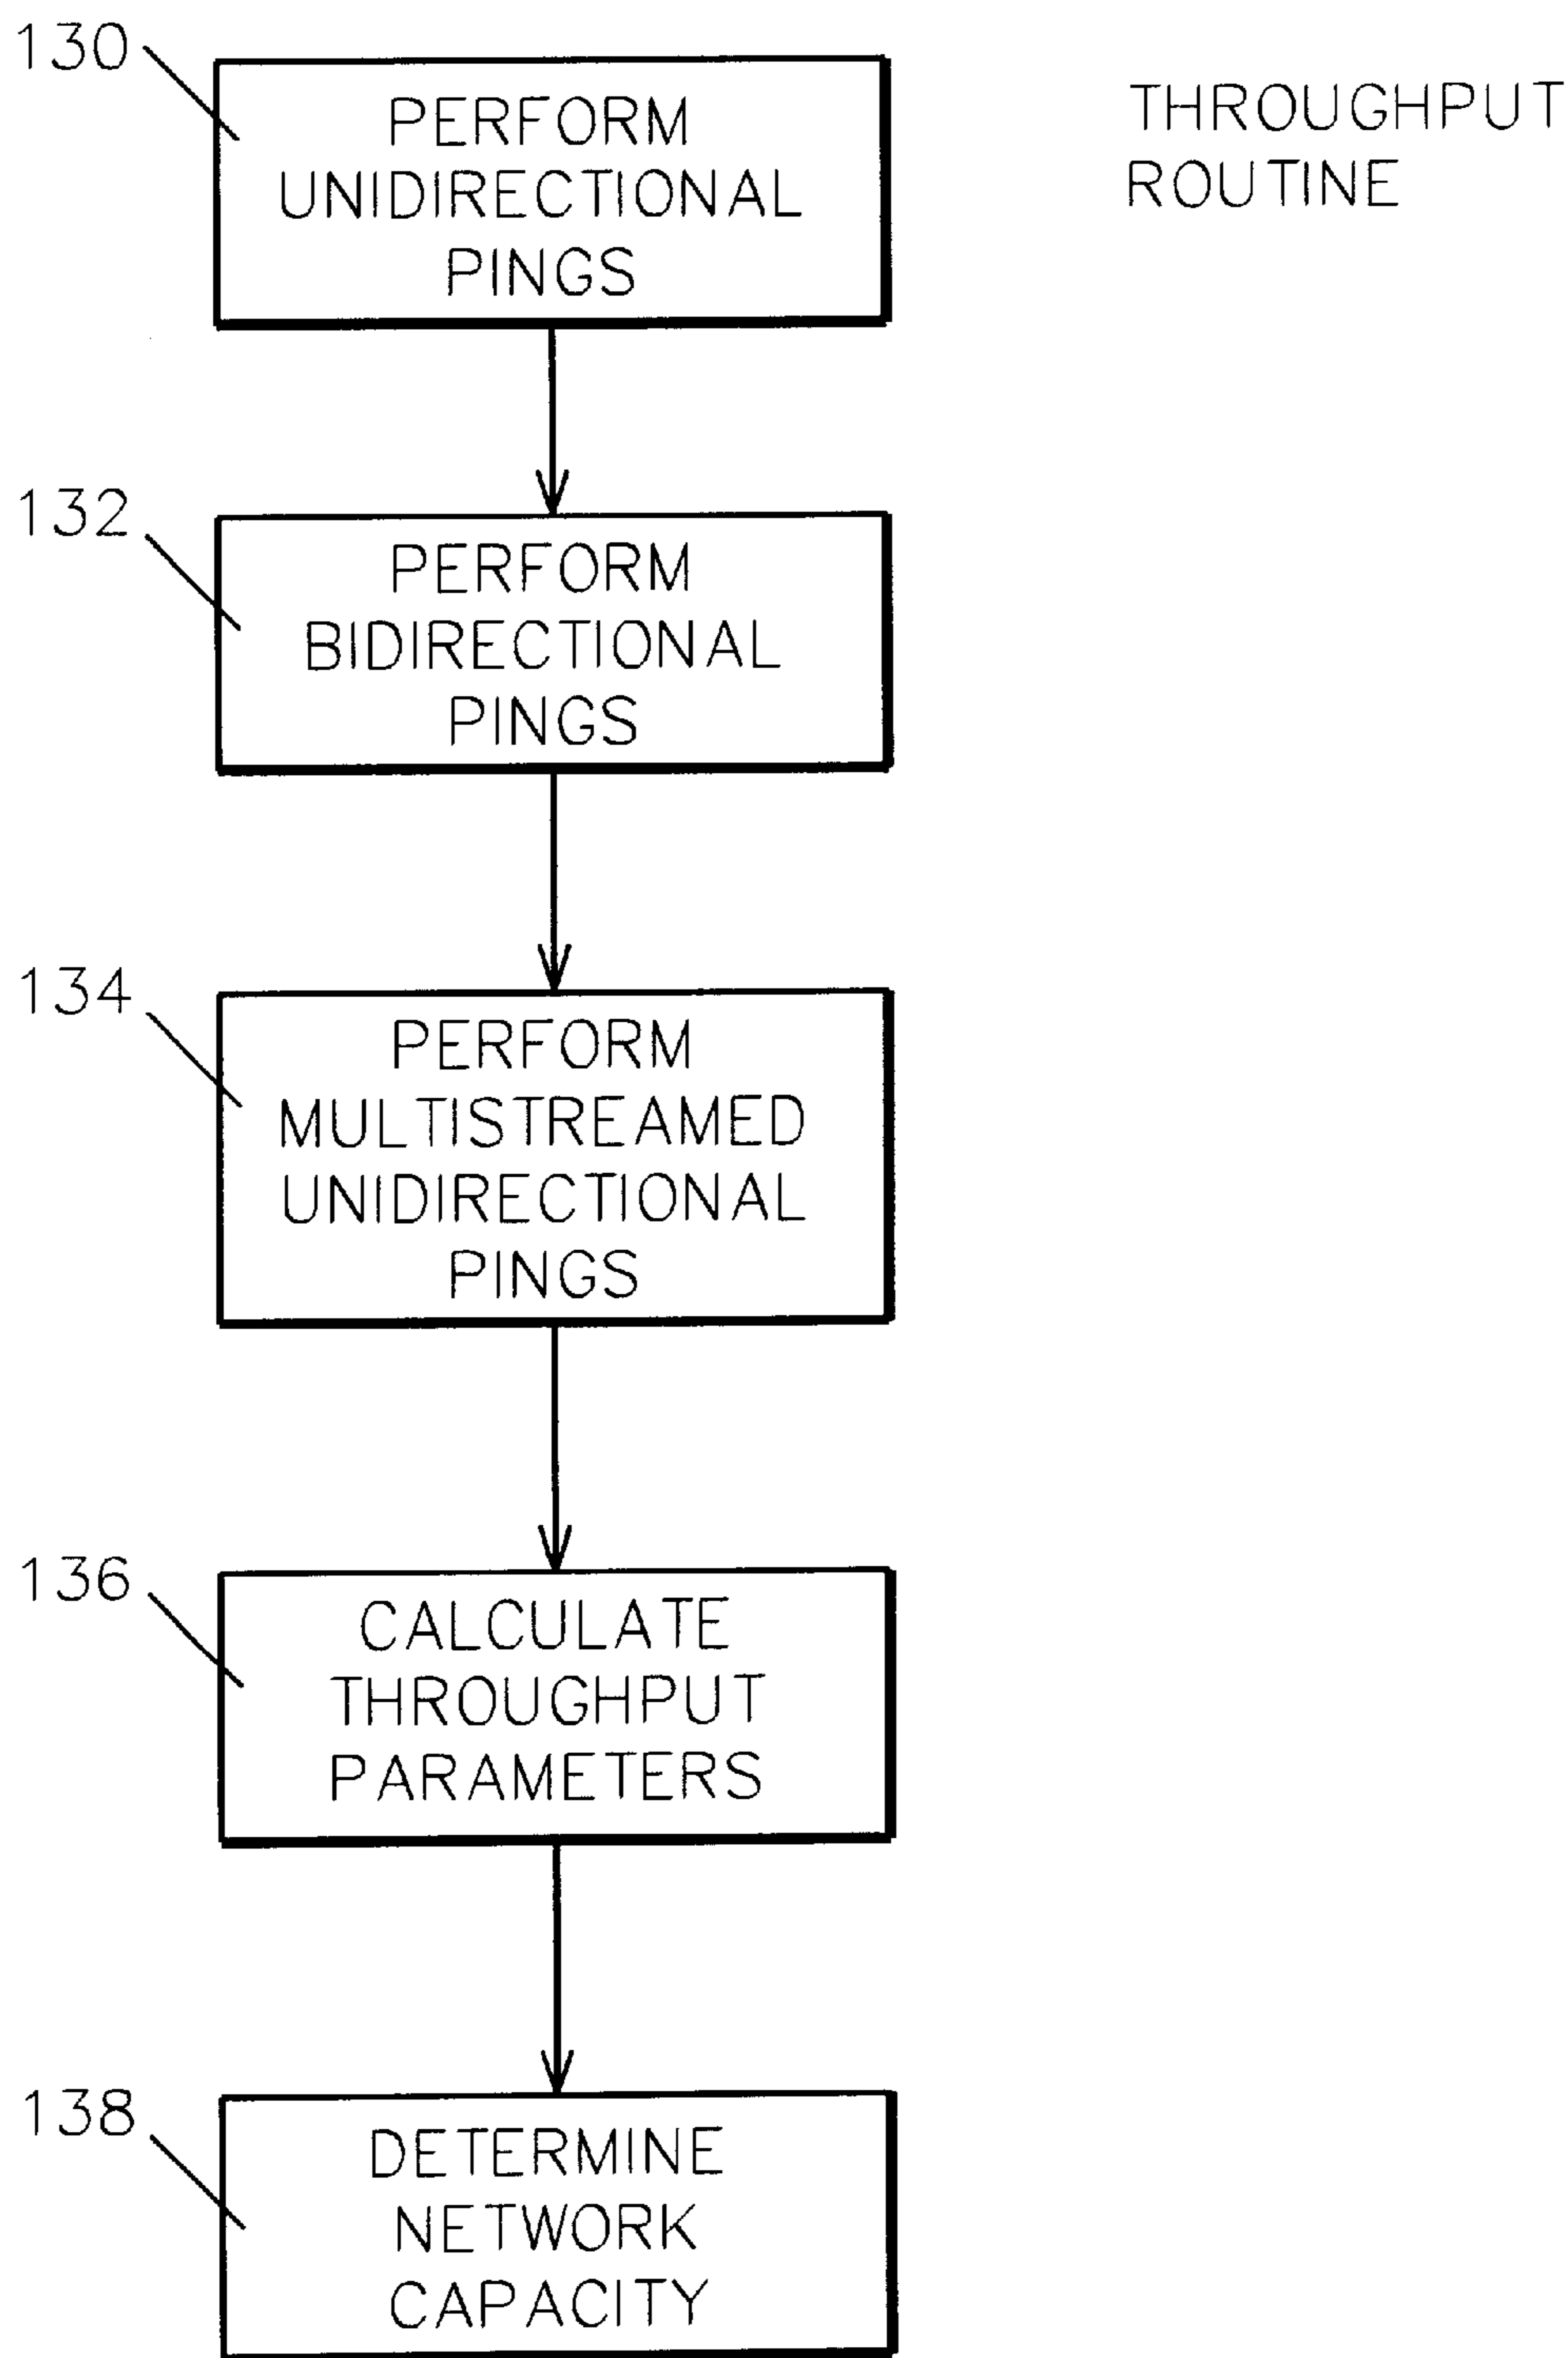 130
PERFORM
UNIDIRECTIONAL
PINGS
THROUGHPUT
ROUTINE
132
PERFORM
BIDIRECTIONAL
PINGS
134
PERFORM
MULTISTREAMED
UNIDIRECTIONAL
PINGS
136
CALCULATE
THROUGHPUT
PARAMETERS
138
DETERMINE
NETWORK
CAPACITY